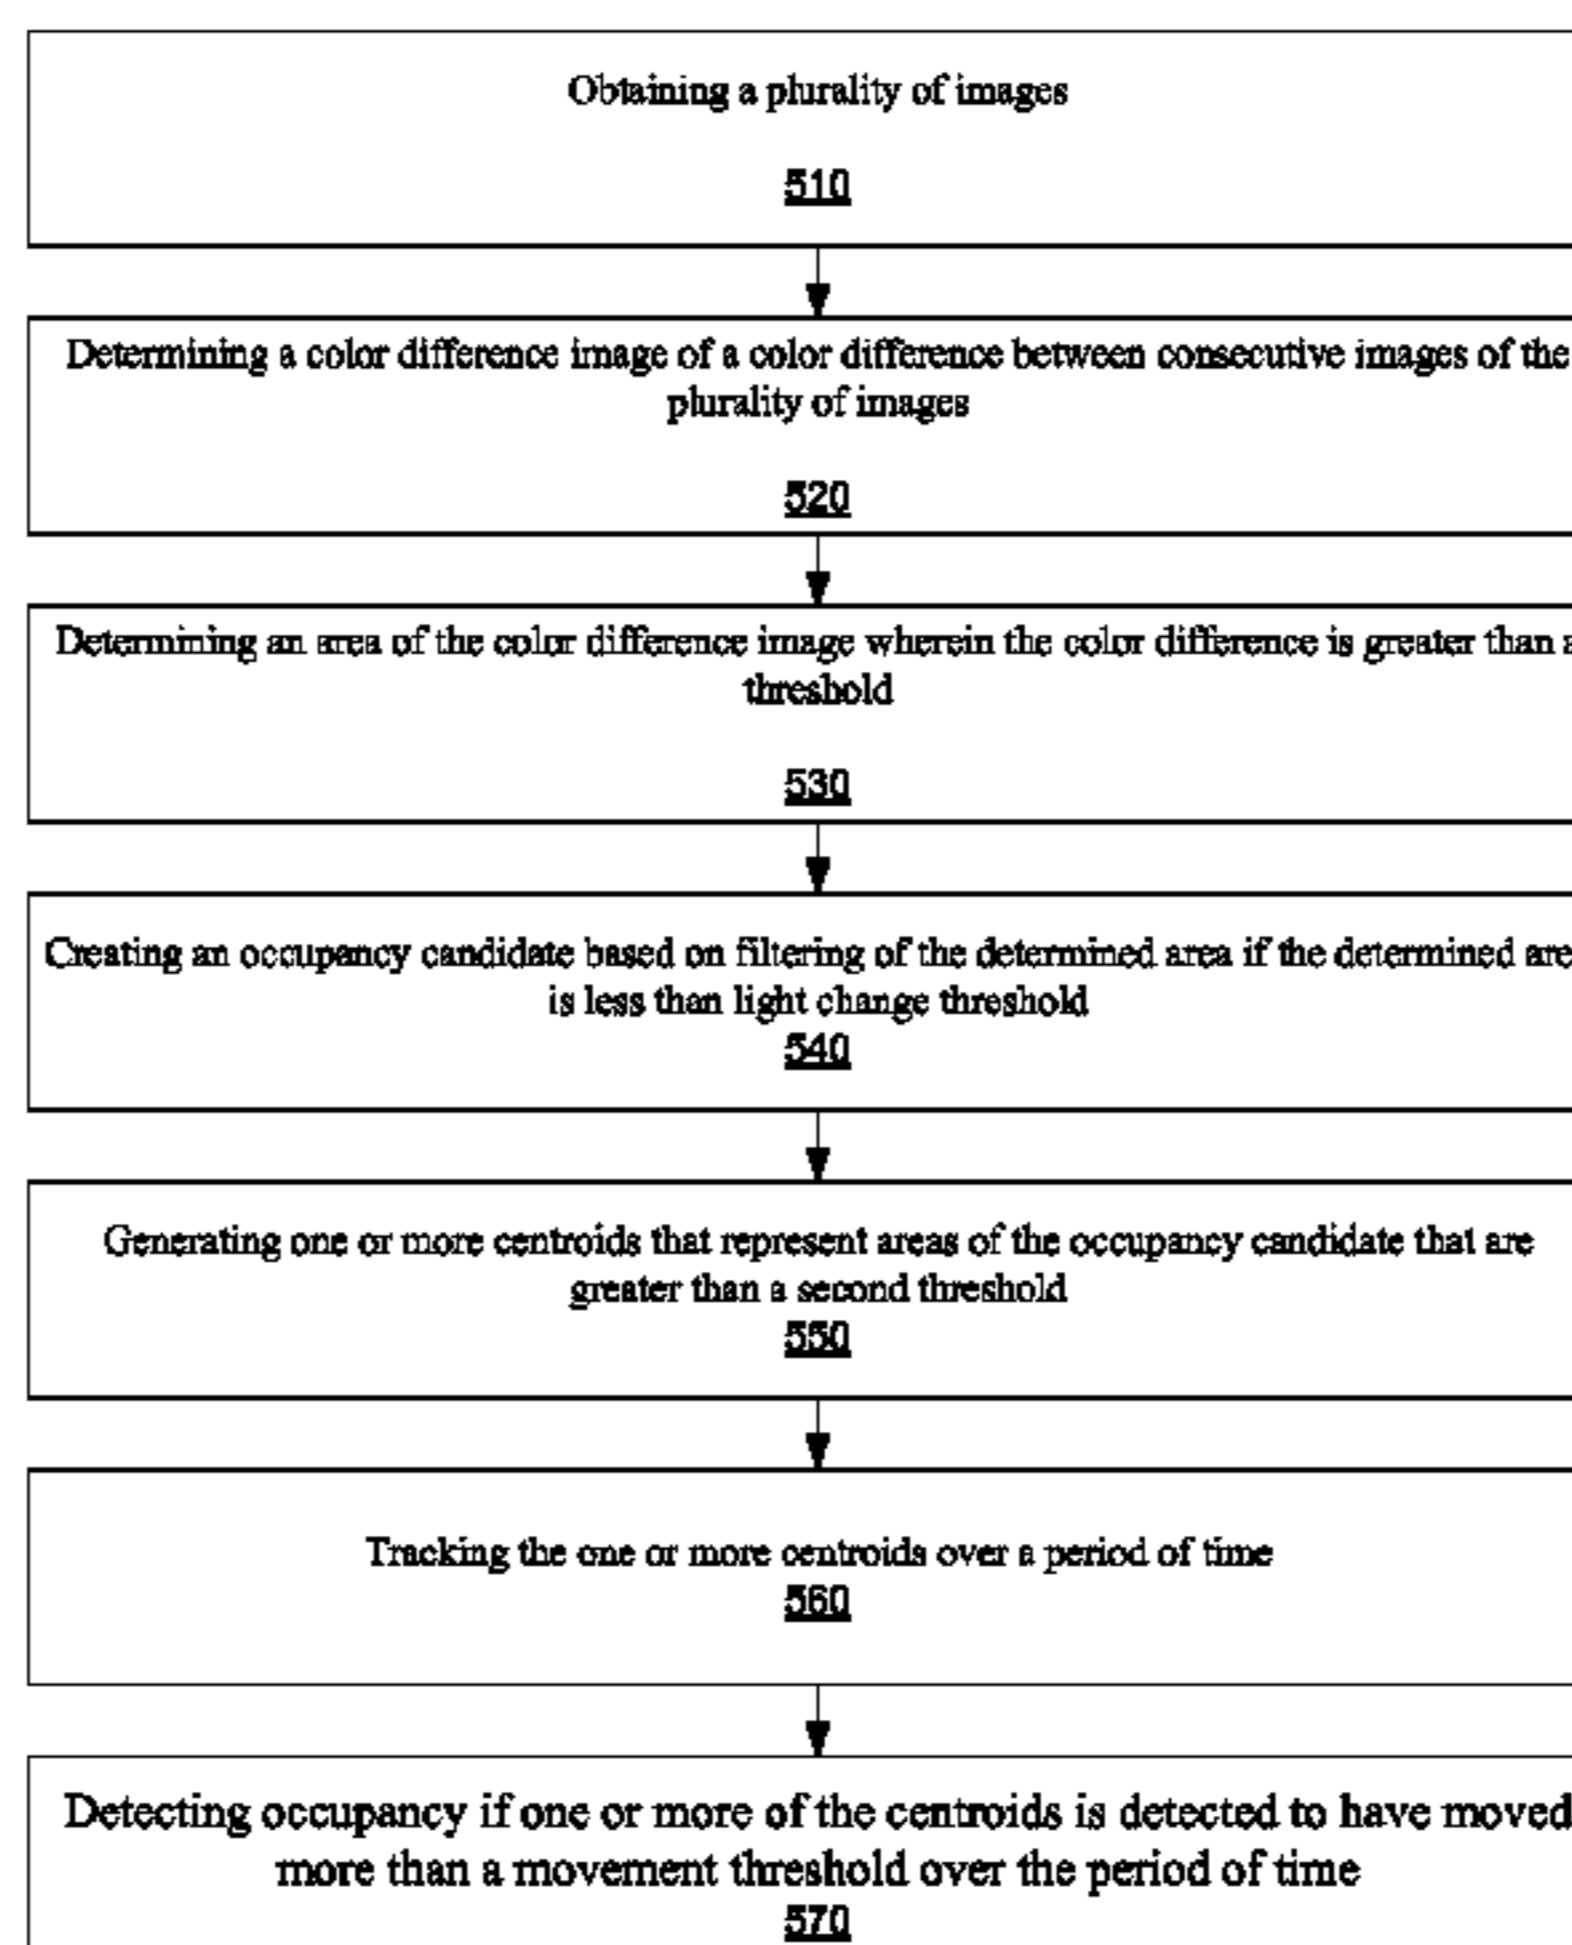 Obtaining a plurality of images
510
Determining a color difference image of a color difference between consecutive images of the
plurality of images
520
Determining an area of the color difference image wherein the color difference is greater than a
threshold
530
Creating an occupancy candidate based on filtering of the determined area if the determined are
is less than light change threshold
540
Generating one or more centroids that represent areas of the occupancy candidate that are
greater than a second threshold
550
Tracking the one or more centroids over a period of time
560
Detecting occupancy if one or more of the centroids is detected to have moved
more than a movement threshold over the period of time
570